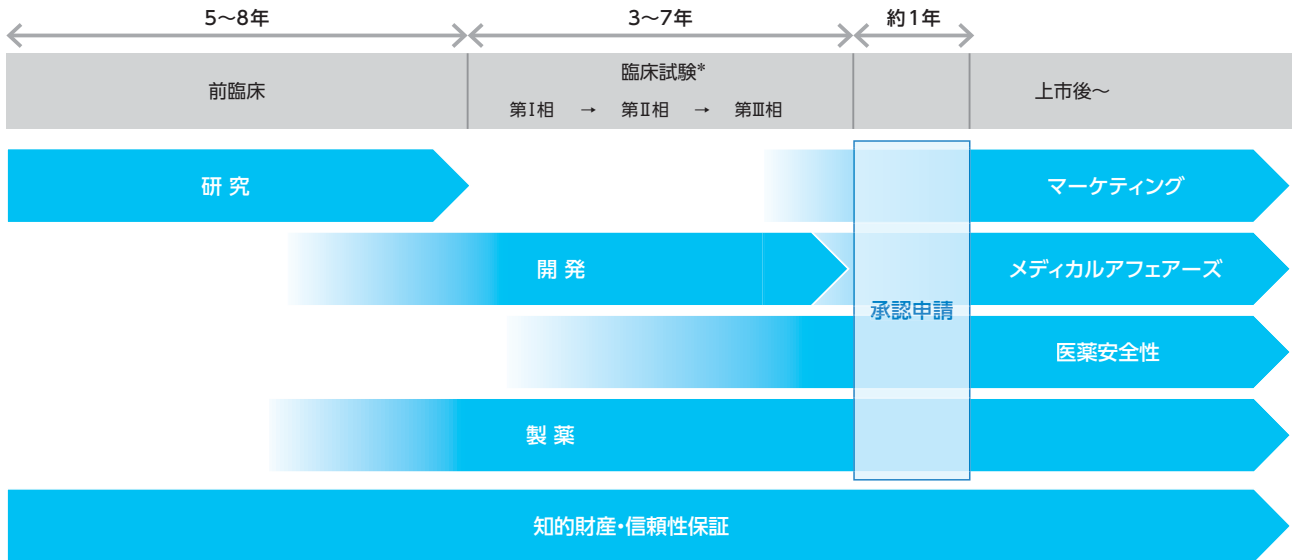 5〜8年
3〜7年
約1年
前臨床
臨床試験*
第Ⅰ相 → 第Ⅱ相 → 第Ⅲ相
上市後〜
研究
マーケティング
開発
メディカルアフェアーズ
承認申請
医薬安全性
製薬
知的財産・信頼性保証